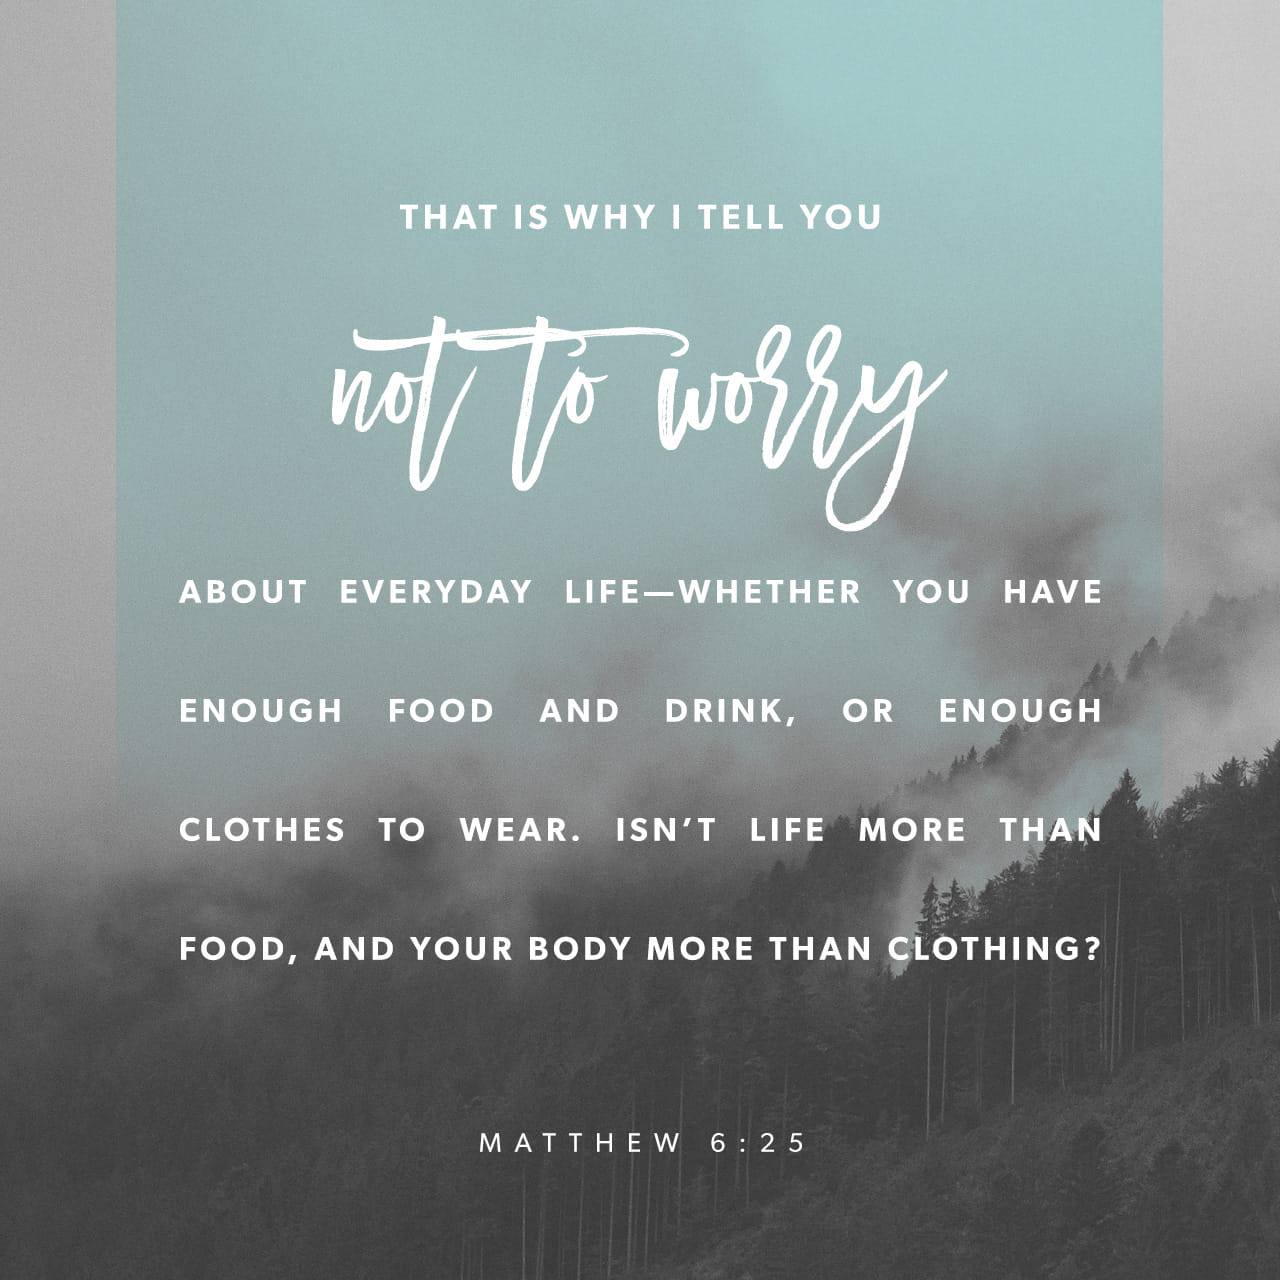 THAT IS WHY I TELL YOU
not to worry
ABOUT EVERYDAY LIFE—WHETHER YOU HAVE
ENOUGH FOOD AND DRINK, OR ENOUGH
CLOTHES TO WEAR. ISN’T LIFE MORE THAN
FOOD, AND YOUR BODY MORE THAN CLOTHING?
MATTHEW 6:25